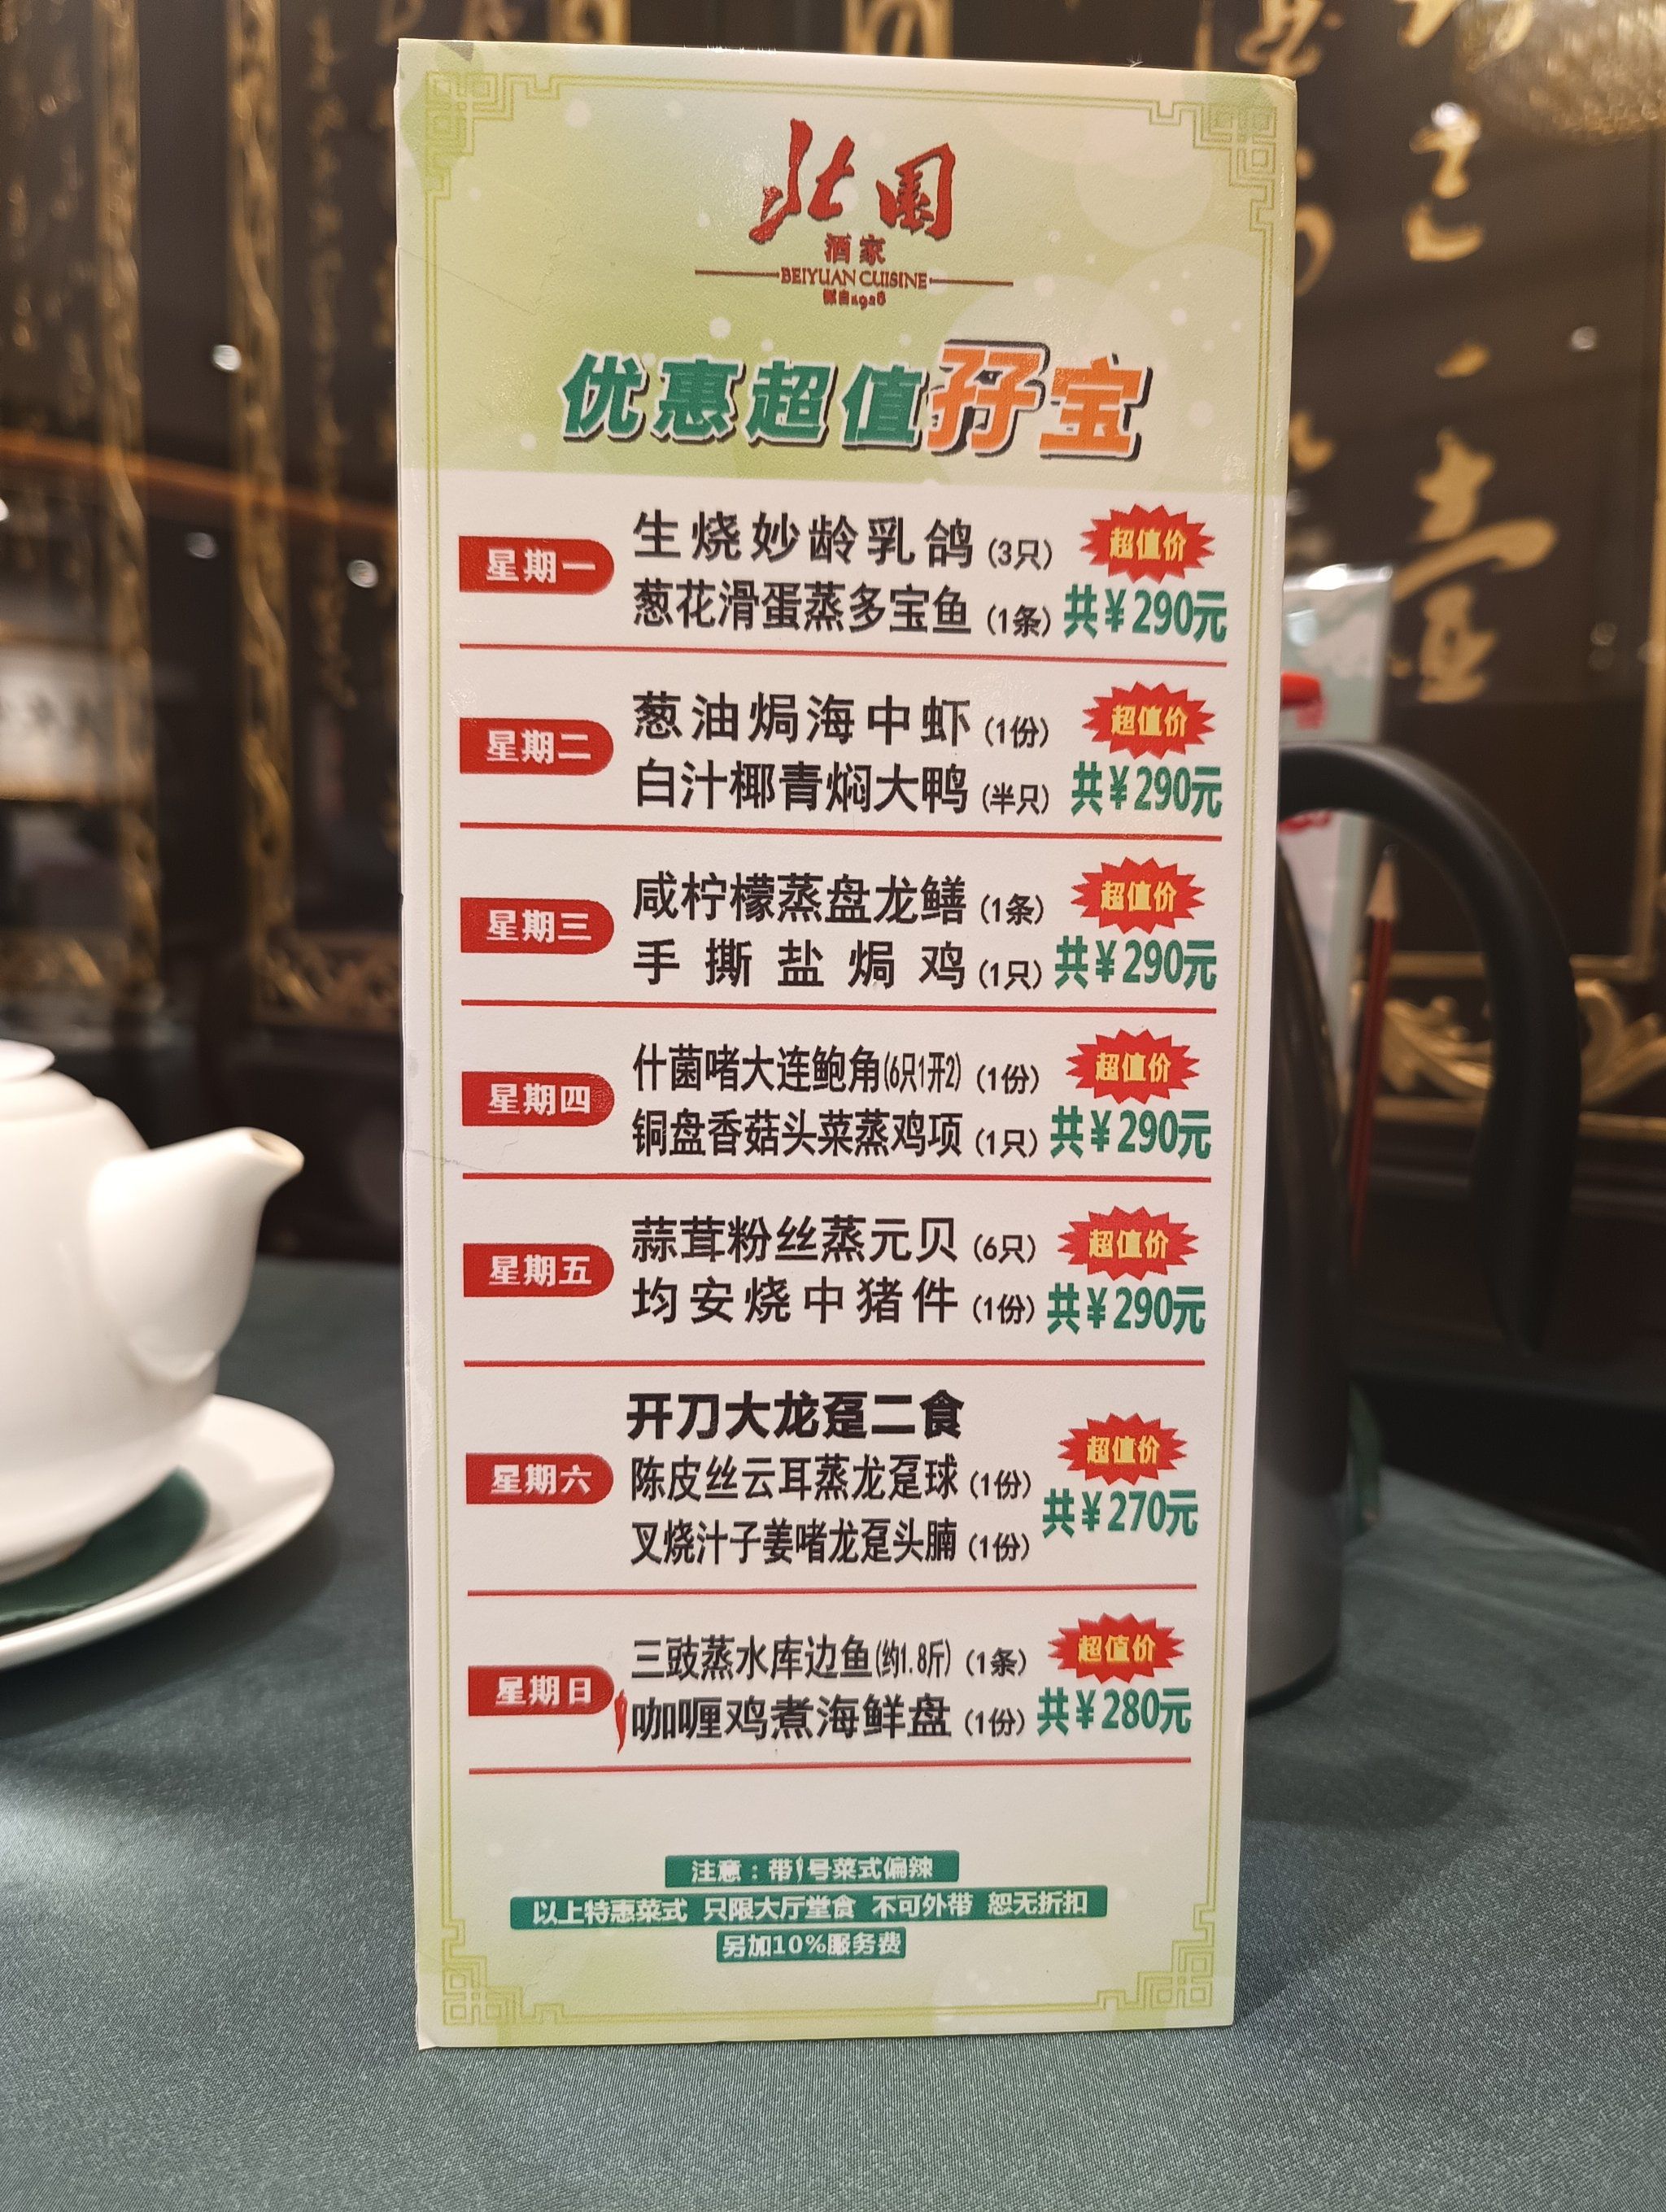 北園
酒家
BEIYUAN CUISINE
源自1928
优惠超值孖宝
星期一
生烧妙龄乳鸽(3只)
葱花滑蛋蒸多宝鱼(1条)
超值价
共¥290元
星期二
葱油焗海中虾(1份)
白汁椰青焖大鸭(半只)
超值价
共¥290元
星期三
咸柠檬蒸盘龙鳝(1条)
手撕盐焗鸡(1只)
超值价
共¥290元
星期四
什菌啫大连鲍角(6只1开2)(1份)
铜盘香菇头菜蒸鸡项(1只)
超值价
共¥290元
星期五
蒜茸粉丝蒸元贝(6只)
均安烧中猪件(1份)
超值价
共¥290元
星期六
开刀大龙趸二食
陈皮丝云耳蒸龙趸球(1份)
叉烧汁子姜啫龙趸头腩(1份)
超值价
共¥270元
星期日
三豉蒸水库边鱼(约1.8斤)(1条)
咖喱鸡煮海鲜盘(1份)
超值价
共¥280元
注意：带号菜式偏辣
以上特惠菜式 只限大厅堂食 不可外带 恕无折扣
另加10%服务费
壹